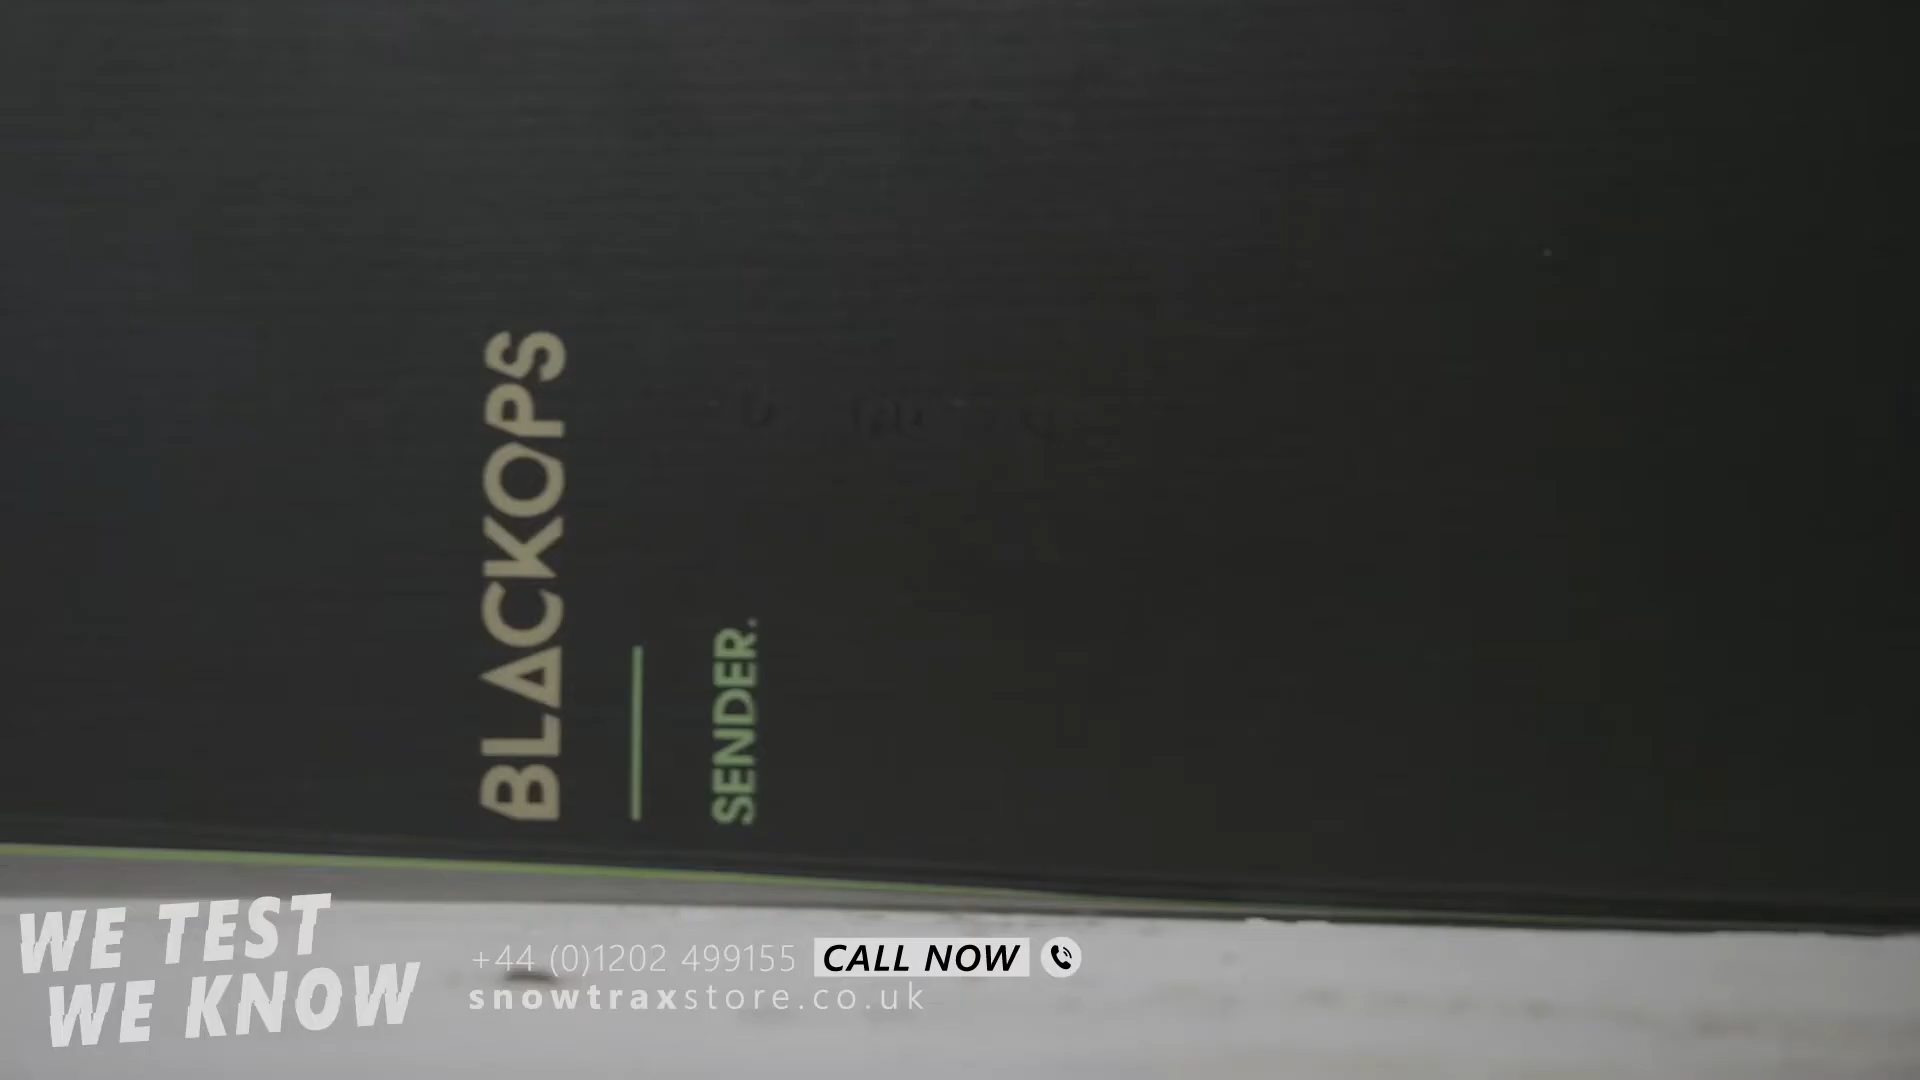 BLACKOPS
SENDER.
WE TEST
WE KNOW
+44 (0)1202 499155 CALL NOW
snowtraxstore.co.uk